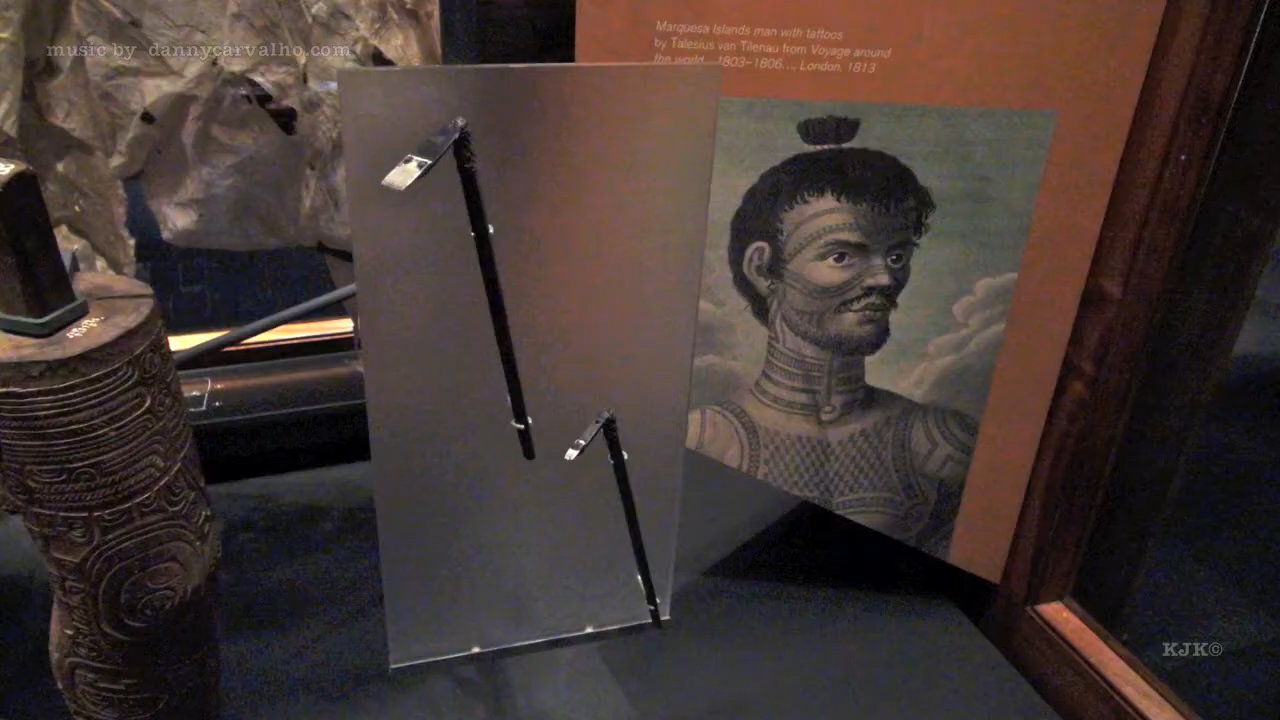 music by dannycarvalho.com
Marquesa Islands man with tattoos
by Talesius van Tilenau from Voyage around
the world... 1803-1806..., London, 1813
KJK©